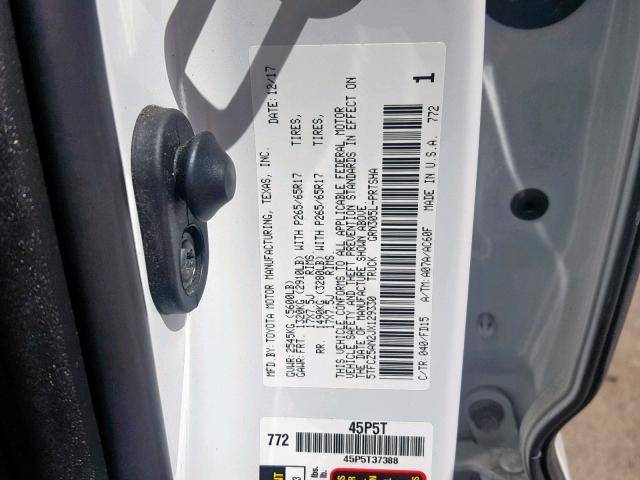 MFD.BY:TOYOTA MOTOR MANUFACTURING, TEXAS, INC. DATE: 12/17
GVWR:2545KG (5600LB)
GAWR:FRT. 1320KG (2910LB) WITH P265/65R17 TIRES,
17X7.5J RIMS,
RR. 1490KG (3280LB) WITH P265/65R17 TIRES,
17X7.5J RIMS.
THIS VEHICLE CONFORMS TO ALL APPLICABLE FEDERAL MOTOR
VEHICLE SAFETY AND THEFT PREVENTION STANDARDS IN EFFECT ON
THE DATE OF MANUFACTURE SHOWN ABOVE.
5TFCZ5AN2JX129330 TRUCK GRN305L-PRTSHA
C/TR:040/FD15 A/TM:A07A/AC60F MADE IN U.S.A. 772
1
772
45P5T
45P5T37388
lbs.
lb.
3